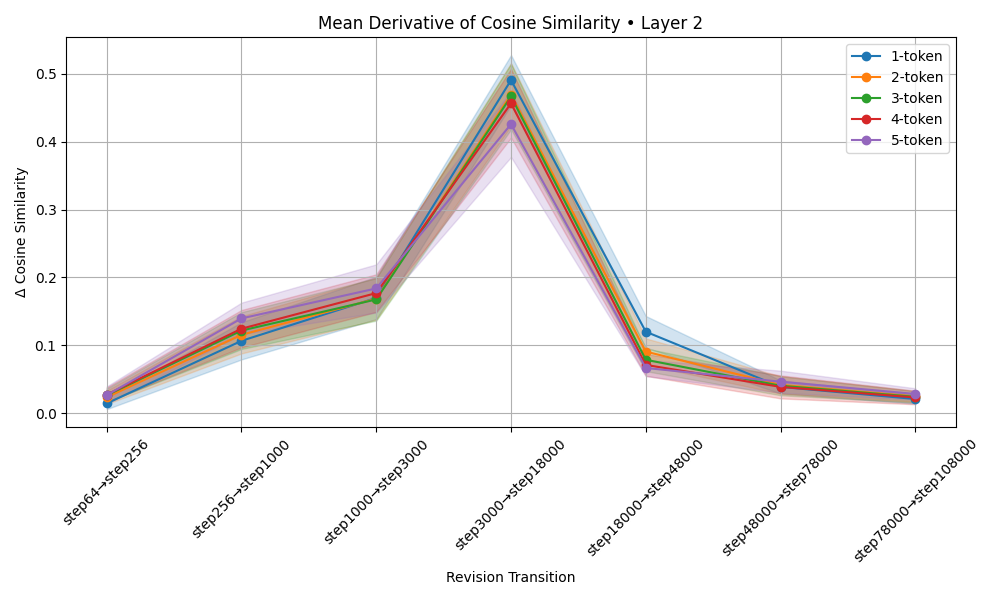 Mean Derivative of Cosine Similarity • Layer 2
1-token
2-token
3-token
4-token
5-token
Δ Cosine Similarity
0.5
0.4
0.3
0.2
0.1
0.0
step64→step256
step256→step1000
step1000→step3000
step3000→step18000
step18000→step48000
step48000→step78000
step78000→step108000
Revision Transition